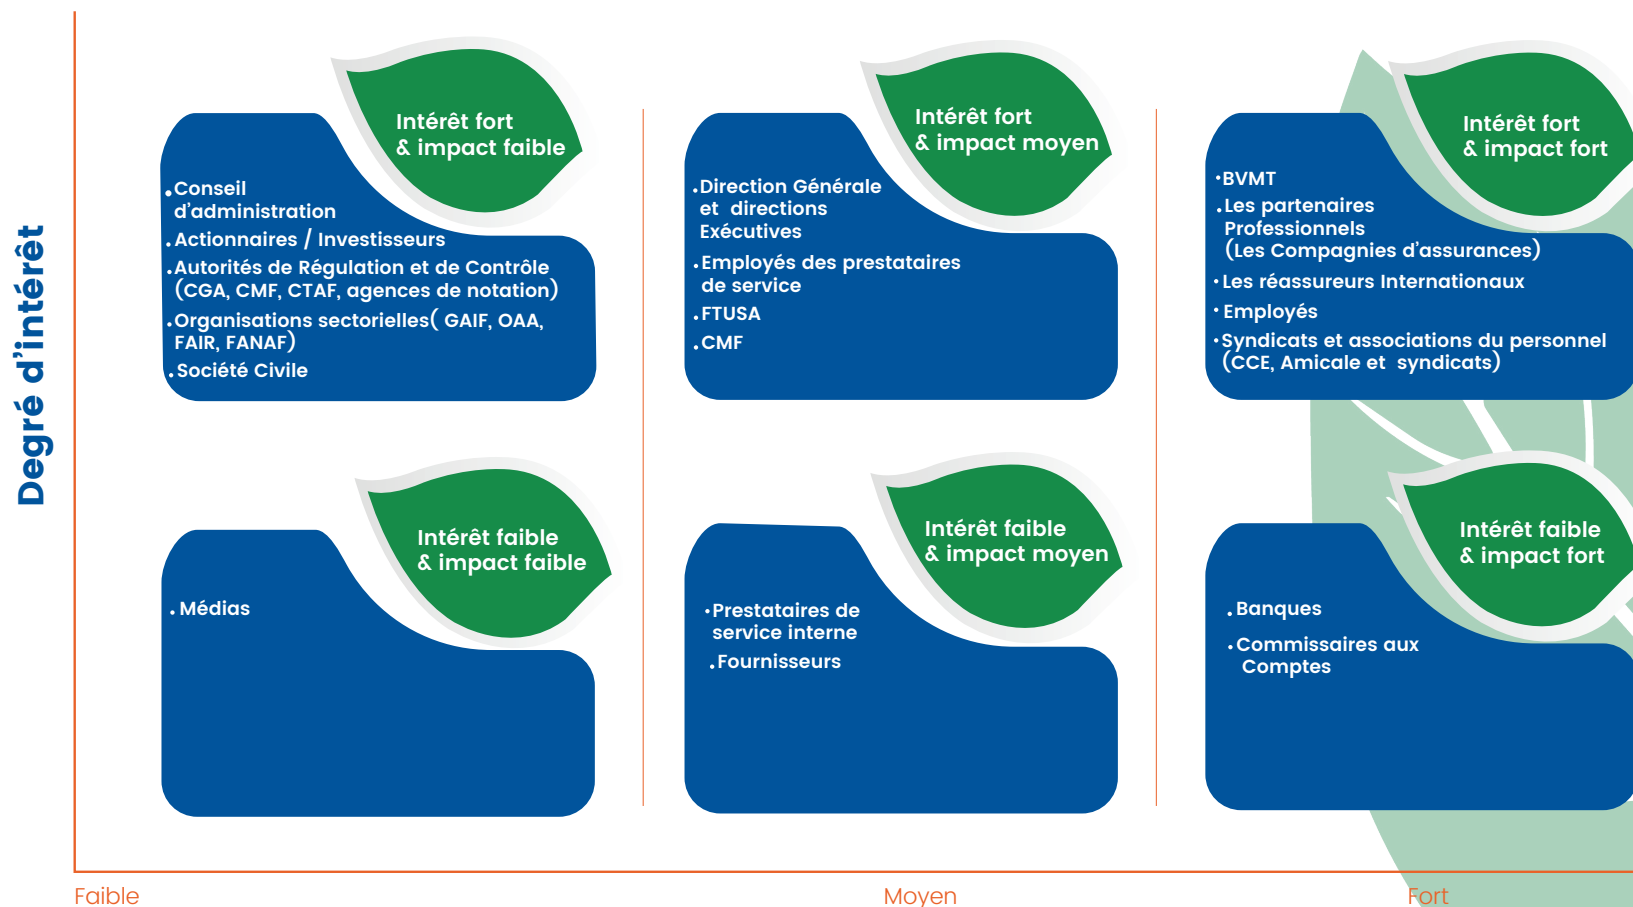 Degré d'intérêt
Intérêt fort
& impact faible
.Conseil
d'administration
.Actionnaires / Investisseurs
.Autorités de Régulation et de Contrôle
(CGA, CMF, CTAF, agences de notation)
.Organisations sectorielles( GAIF, OAA,
FAIR, FANAF)
.Société Civile
Intérêt fort
& impact moyen
.Direction Générale
et directions
Exécutives
.Employés des prestataires
de service
.FTUSA
.CMF
Intérêt fort
& impact fort
·BVMT
.Les partenaires
Professionnels
(Les Compagnies d'assurances)
·Les réassureurs Internationaux
·Employés
·Syndicats et associations du personnel
(CCE, Amicale et syndicats)
Intérêt faible
& impact faible
.Médias
Intérêt faible
& impact moyen
·Prestataires de
service interne
.Fournisseurs
Intérêt faible
& impact fort
.Banques
.Commissaires aux
Comptes
Faible
Moyen
Fort